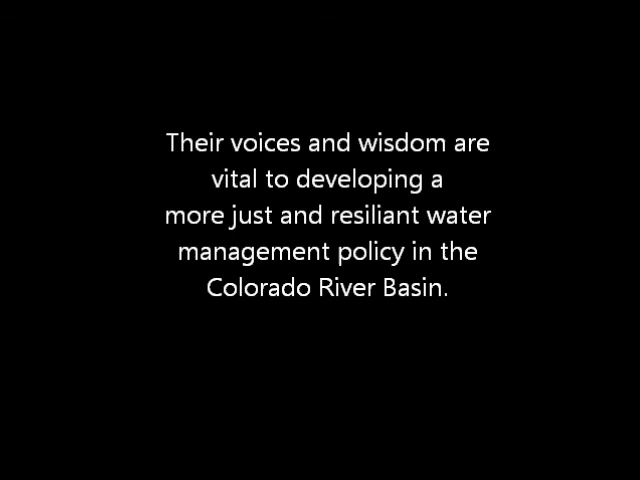 Their voices and wisdom are
vital to developing a
more just and resiliant water
management policy in the
Colorado River Basin.